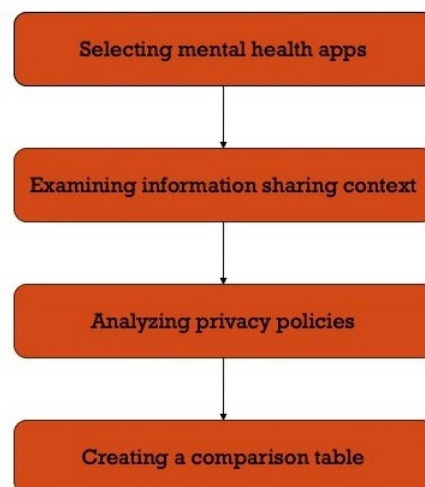 Selecting mental health apps
Examining information sharing context
Analyzing privacy policies
Creating a comparison table